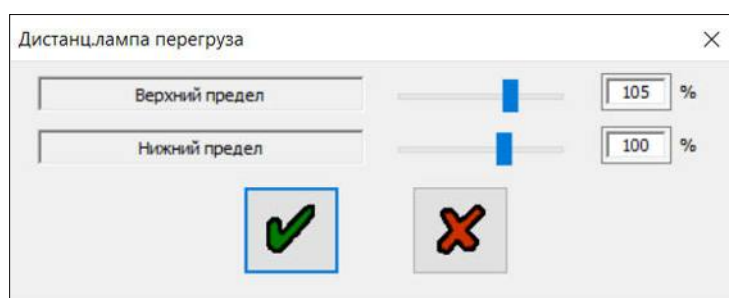 Дистанц.лампа перегруза
Верхний предел 105 %
Нижний предел 100 %